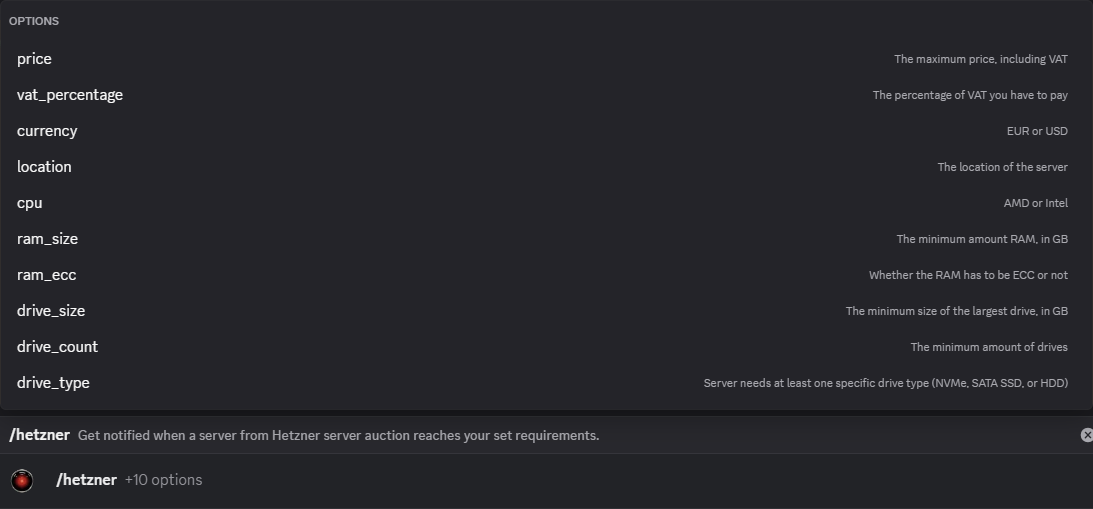 OPTIONS
price The maximum price, including VAT
vat_percentage The percentage of VAT you have to pay
currency EUR or USD
location The location of the server
cpu AMD or Intel
ram_size The minimum amount RAM, in GB
ram_ecc Whether the RAM has to be ECC or not
drive_size The minimum size of the largest drive, in GB
drive_count The minimum amount of drives
drive_type Server needs at least one specific drive type (NVMe, SATA SSD, or HDD)
/hetzner Get notified when a server from Hetzner server auction reaches your set requirements.
/hetzner +10 options